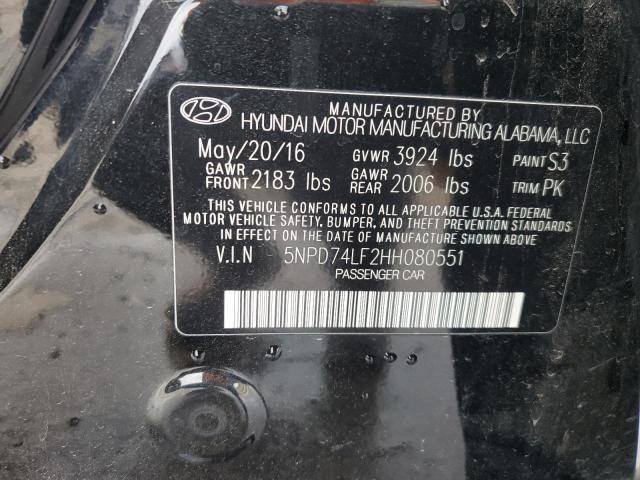 MANUFACTURED BY
HYUNDAI MOTOR MANUFACTURING ALABAMA, LLC
May/20/16 GVWR 3924 lbs PAINT S3
GAWR FRONT 2183 lbs GAWR REAR 2006 lbs TRIM PK
THIS VEHICLE CONFORMS TO ALL APPLICABLE U.S.A. FEDERAL
MOTOR VEHICLE SAFETY, BUMPER, AND THEFT PREVENTION STANDARDS
IN EFFECT ON THE DATE OF MANUFACTURE SHOWN ABOVE.
V.I.N 5NPD74LF2HH080551
PASSENGER CAR